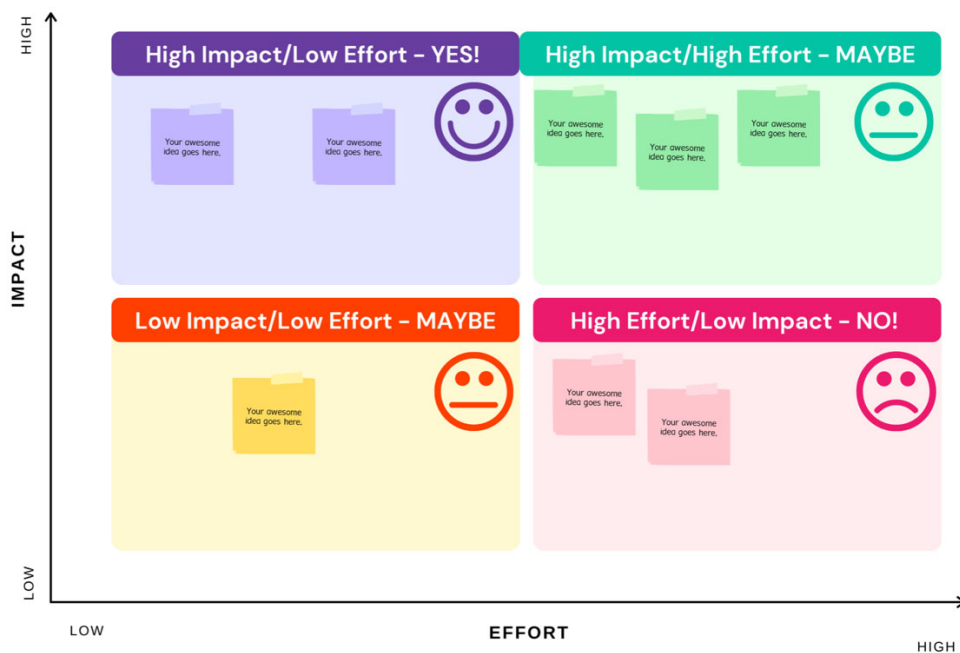 HIGH
High Impact/Low Effort – YES!
High Impact/High Effort – MAYBE
Your awesome
idea goes here.
Your awesome
idea goes here.
Your awesome
idea goes here.
Your awesome
idea goes here.
Your awesome
idea goes here.
IMPACT
Low Impact/Low Effort – MAYBE
High Effort/Low Impact – NO!
Your awesome
idea goes here.
Your awesome
idea goes here.
Your awesome
idea goes here.
LOW
LOW
EFFORT
HIGH